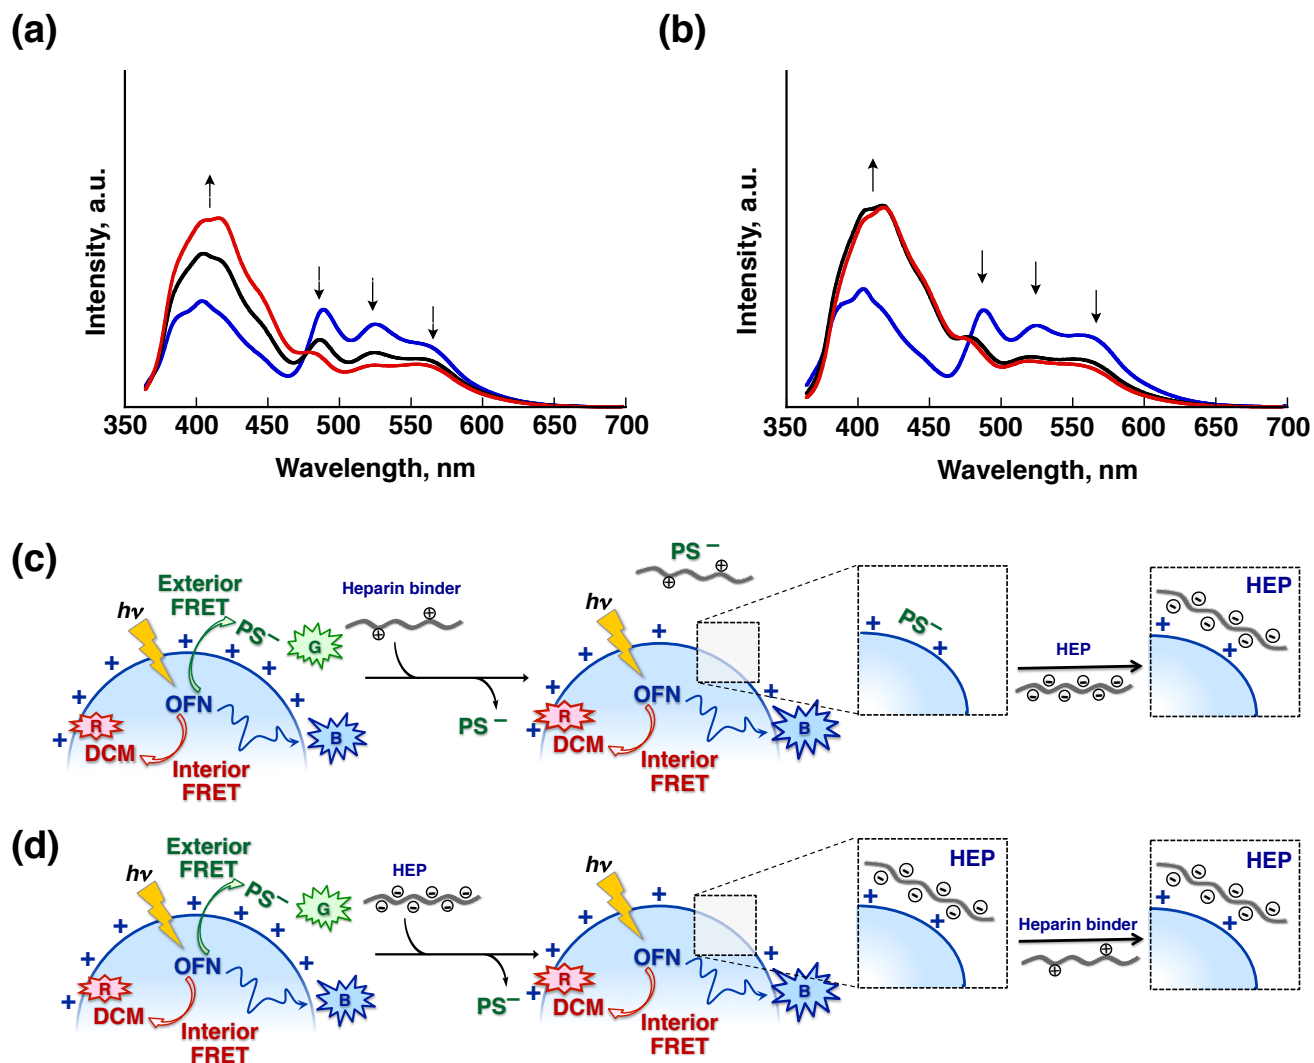 (a)
(b)
Intensity, a.u.
350 400 450 500 550 600 650 700
Wavelength, nm
Intensity, a.u.
350 400 450 500 550 600 650 700
Wavelength, nm
(c)
Exterior
FRET
hν
PS−
G
OFN
R
DCM
B
Interior
FRET
Heparin binder
+
+
PS−
PS−
+
+
hν
OFN
R
DCM
B
Interior
FRET
PS−
+
+
HEP
HEP
+
+
(d)
Exterior
FRET
hν
PS−
G
OFN
R
DCM
B
Interior
FRET
HEP
PS−
hν
OFN
R
DCM
B
Interior
FRET
HEP
+
+
Heparin binder
+
+
HEP
+
+